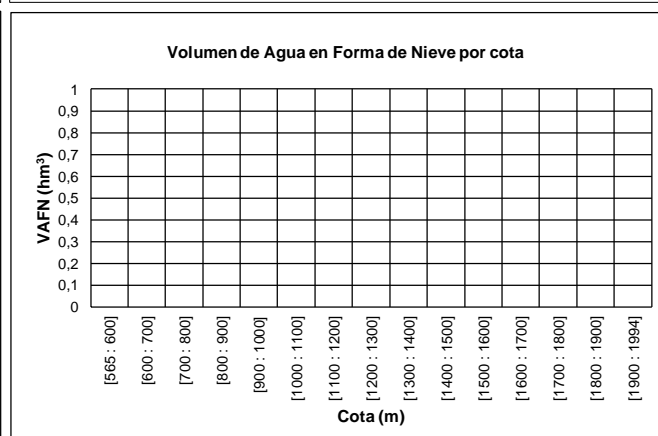 Volumen de Agua en Forma de Nieve por cota
VAFN (hm³)
1
0,9
0,8
0,7
0,6
0,5
0,4
0,3
0,2
0,1
0
[565 : 600]
[600 : 700]
[700 : 800]
[800 : 900]
[900 : 1000]
[1000 : 1100]
[1100 : 1200]
[1200 : 1300]
[1300 : 1400]
[1400 : 1500]
[1500 : 1600]
[1600 : 1700]
[1700 : 1800]
[1800 : 1900]
[1900 : 1994]
Cota (m)